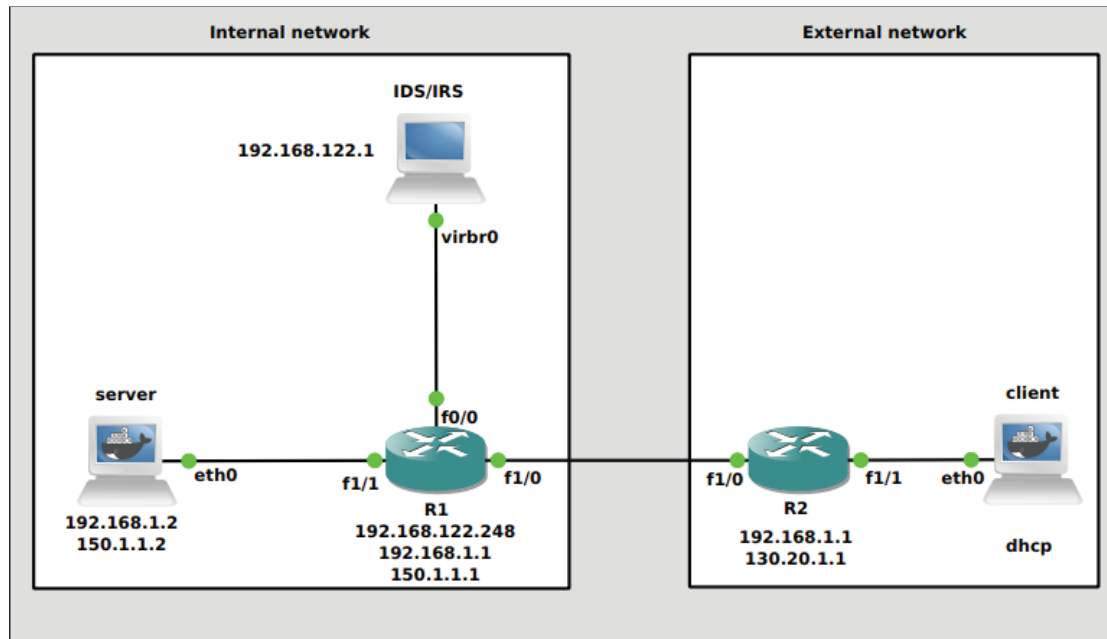 Internal network
External network
IDS/IRS
192.168.122.1
virbr0
server
f0/0
client
eth0
f1/1
f1/0
f1/0
f1/1
eth0
192.168.1.2
150.1.1.2
R1
192.168.122.248
192.168.1.1
150.1.1.1
R2
192.168.1.1
130.20.1.1
dhcp